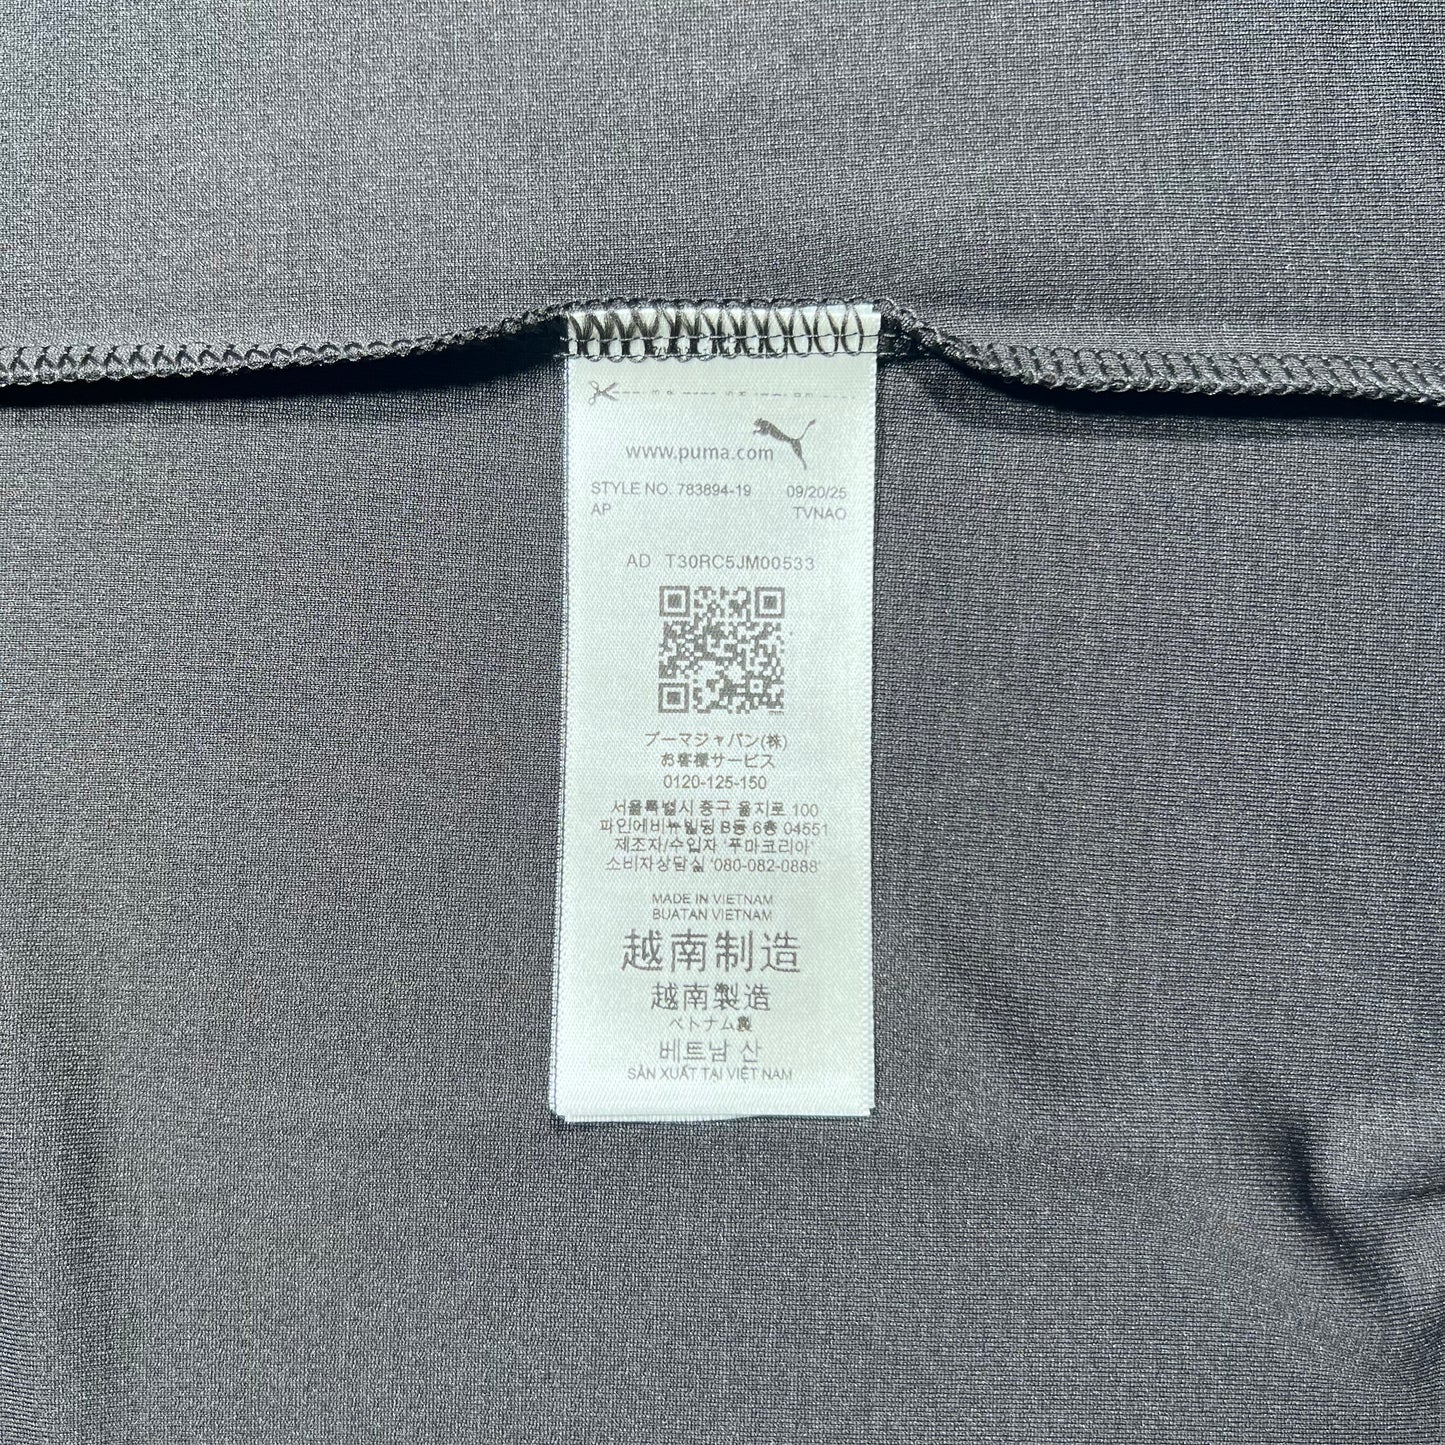 www.puma.com
STYLE NO. 783894-19 09/20/25
AP TVNAO
AD T30RC5JM00533
プーマジャパン(株)
お客様サービス
0120-125-150
서울특별시 중구 을지로 100
파인에비뉴빌딩 B동 6층 04551
제조자/수입자 '푸마코리아'
소비자상담실 '080-082-0888'
MADE IN VIETNAM
BUATAN VIETNAM
越南制造
越南製造
ベトナム製
베트남 산
SẢN XUẤT TẠI VIỆT NAM